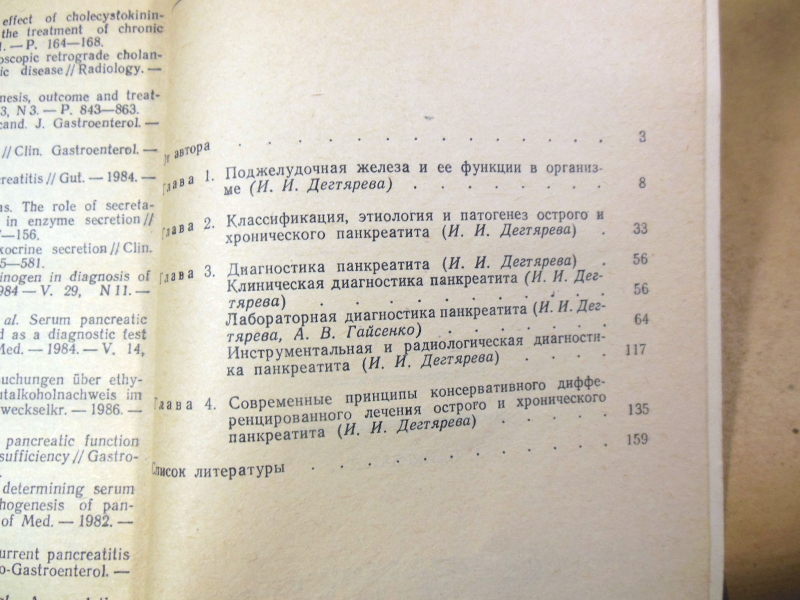 effect of cholecystokinin-
the treatment of chronic
— P. 164—168.
oscopic retrograde cholan-
ic disease // Radiology. —
nesis, outcome and treat-
3, N 3. — P. 843—863.
cand. J. Gastroenterol. —
// Clin. Gastroenterol. —
reatitis // Gut. — 1984. —
ns. The role of secreta-
in enzyme secretion //
—156.
xocrine secretion // Clin.
5—581.
inogen in diagnosis of
984 — V. 29, N 11. —
al. Serum pancreatic
d as a diagnostic test
Med. — 1984. — V. 14,
suchungen über ethy-
utalkoholnachweis im
weckselkr. — 1986. —
pancreatic function
sufficiency // Gastro-
determining serum
hogenesis of pan-
of Med. — 1982. —
urrent pancreatitis
o-Gastroenterol. —
От автора . . . . . . . . . . . . 3
Глава 1. Поджелудочная железа и ее функции в организ-
ме (И. И. Дегтярева) . . . . . . . 8
Глава 2. Классификация, этиология и патогенез острого и
хронического панкреатита (И. И. Дегтярева) . 33
Глава 3. Диагностика панкреатита (И. И. Дегтярева) . 56
Клиническая диагностика панкреатита (И. И. Дег-
тярева) . . . . . . . . . . 56
Лабораторная диагностика панкреатита (И. И. Дег-
тярева, А. В. Гайсенко) . . . . . . 64
Инструментальная и радиологическая диагности-
ка панкреатита (И. И. Дегтярева) . . . . 117
Глава 4. Современные принципы консервативного диффе-
ренцированного лечения острого и хронического
панкреатита (И. И. Дегтярева) . . . . . 135
Список литературы . . . . . . . . . . . 159